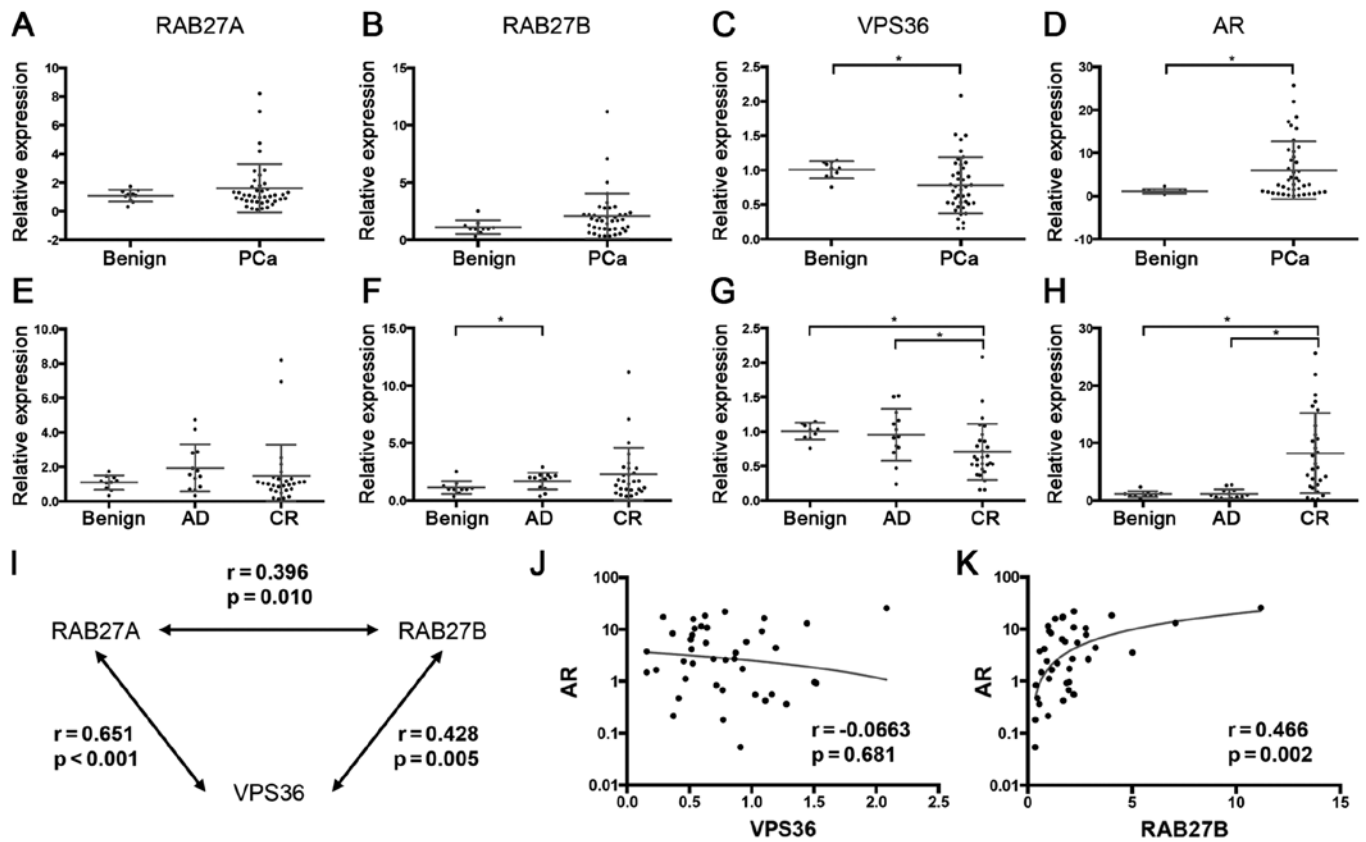 A RAB27A B RAB27B C VPS36 D AR
Relative expression
10
8
6
4
2
0
-2
Benign PCa
Relative expression
15
10
5
0
Benign PCa
Relative expression
2.5
2.0
1.5
1.0
0.5
0.0
*
Benign PCa
Relative expression
30
20
10
0
-10
*
Benign PCa
E
Relative expression
10.0
8.0
6.0
4.0
2.0
0.0
Benign AD CR
F
Relative expression
15.0
10.0
5.0
0.0
*
Benign AD CR
G
Relative expression
2.5
2.0
1.5
1.0
0.5
0.0
*
*
Benign AD CR
H
Relative expression
30
20
10
0
*
*
Benign AD CR
I
r = 0.396
p = 0.010
RAB27A RAB27B
r = 0.651
p < 0.001
r = 0.428
p = 0.005
VPS36
J
AR
100
10
1
0.1
0.01
r = -0.0663
p = 0.681
0.0 0.5 1.0 1.5 2.0 2.5
VPS36
K
AR
100
10
1
0.1
0.01
r = 0.466
p = 0.002
0 5 10 15
RAB27B